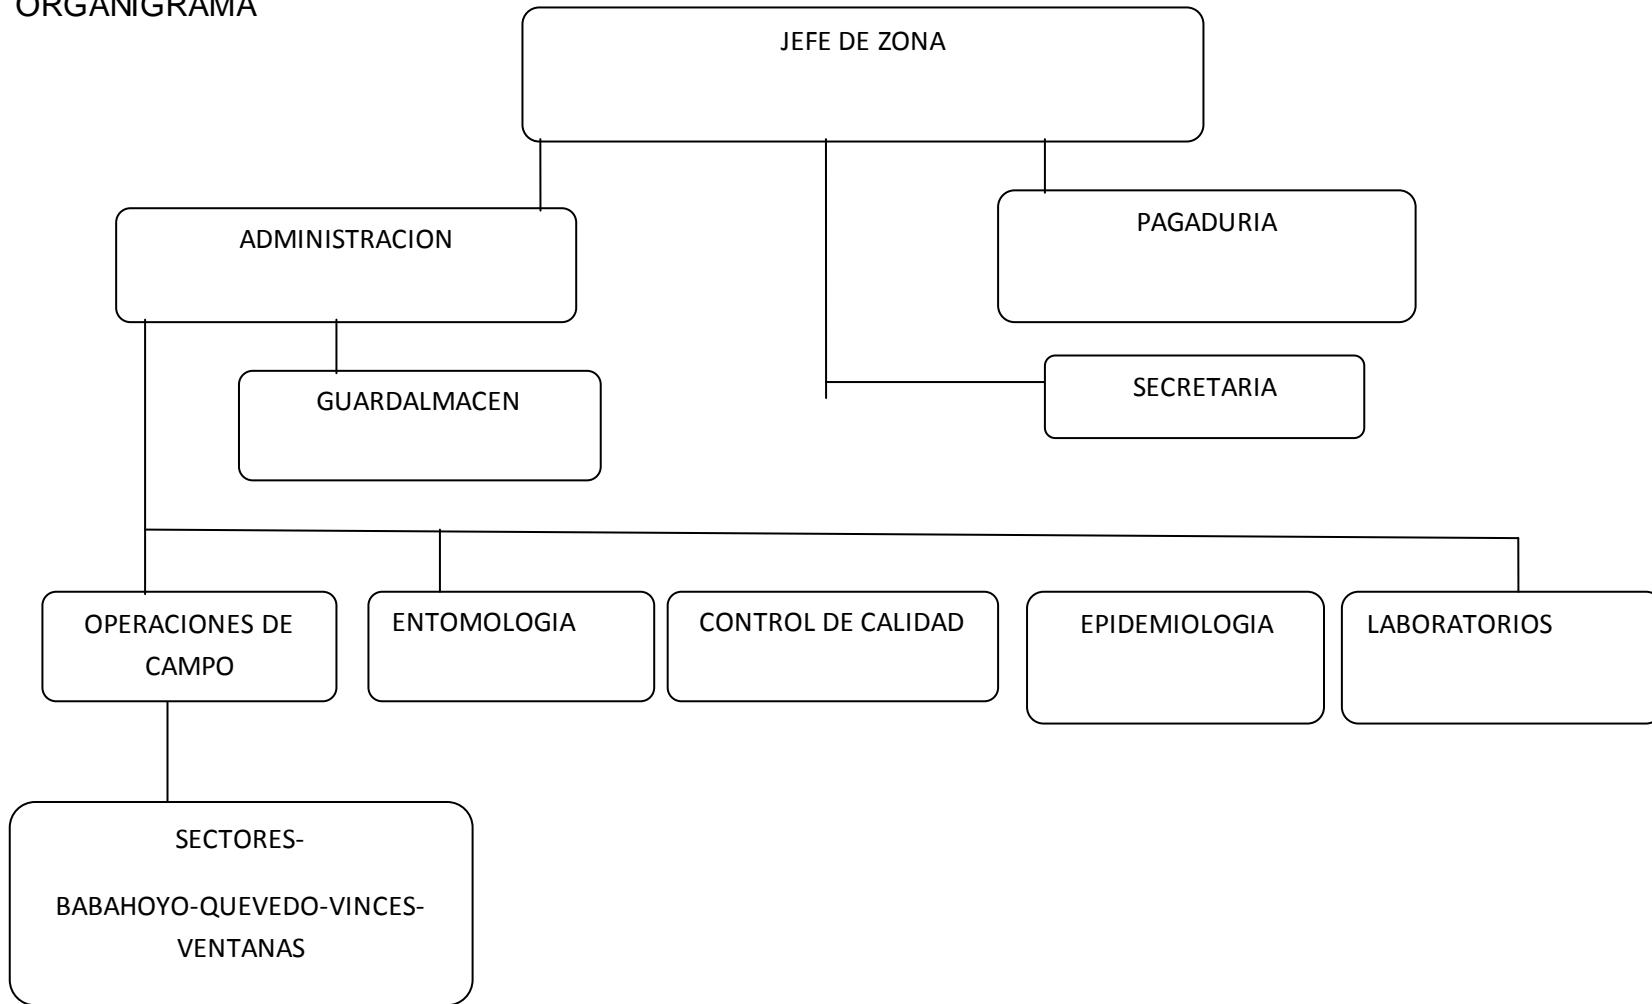 ORGANIGRAMA
JEFE DE ZONA
ADMINISTRACION
PAGADURIA
GUARDALMACEN
SECRETARIA
OPERACIONES DE
CAMPO
ENTOMOLOGIA
CONTROL DE CALIDAD
EPIDEMIOLOGIA
LABORATORIOS
SECTORES-
BABAHOYO-QUEVEDO-VINCES-
VENTANAS